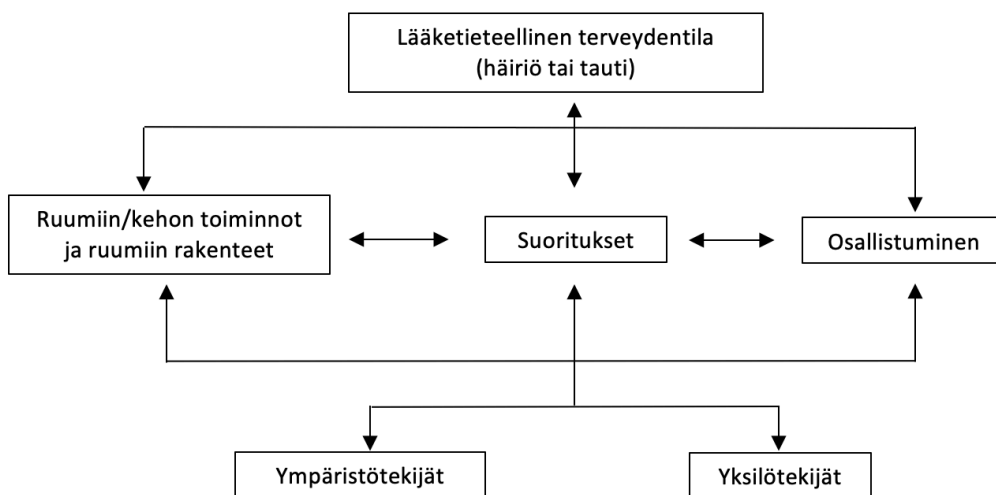 Lääketieteellinen terveydentila
(häiriö tai tauti)
Ruumiin/kehon toiminnot
ja ruumiin rakenteet
Suoritukset
Osallistuminen
Ympäristötekijät
Yksilötekijät